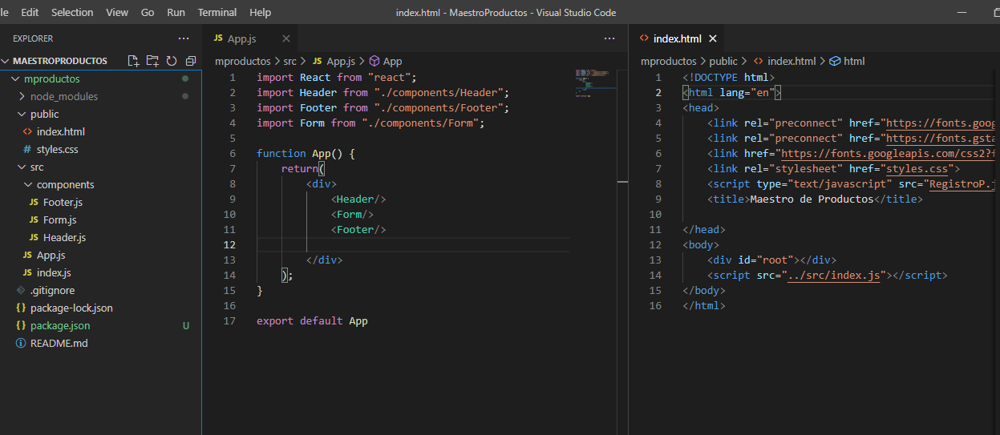 le Edit Selection View Go Run Terminal Help index.html - MaestroProductos - Visual Studio Code
EXPLORER
MAESTROPRODUCTOS
mproductos
node_modules
public
index.html
# styles.css
src
components
JS Footer.js
JS Form.js
JS Header.js
JS App.js
JS index.js
.gitignore
{} package-lock.json
{} package.json U
README.md
JS App.js
mproductos > src > JS App.js > App
1 import React from "react";
2 import Header from "./components/Header";
3 import Footer from "./components/Footer";
4 import Form from "./components/Form";
5
6 function App() {
7 return(
8 <div>
9 <Header/>
10 <Form/>
11 <Footer/>
12
13 </div>
14 );
15 }
16
17 export default App
<> index.html
mproductos > public > <> index.html > html
1 <!DOCTYPE html>
2 <html lang="en">
3 <head>
4 <link rel="preconnect" href="https://fonts.goog
5 <link rel="preconnect" href="https://fonts.gsta
6 <link href="https://fonts.googleapis.com/css2?f
7 <link rel="stylesheet" href="styles.css">
8 <script type="text/javascript" src="RegistroP.j
9 <title>Maestro de Productos</title>
10
11 </head>
12 <body>
13 <div id="root"></div>
14 <script src="../src/index.js"></script>
15 </body>
16 </html>